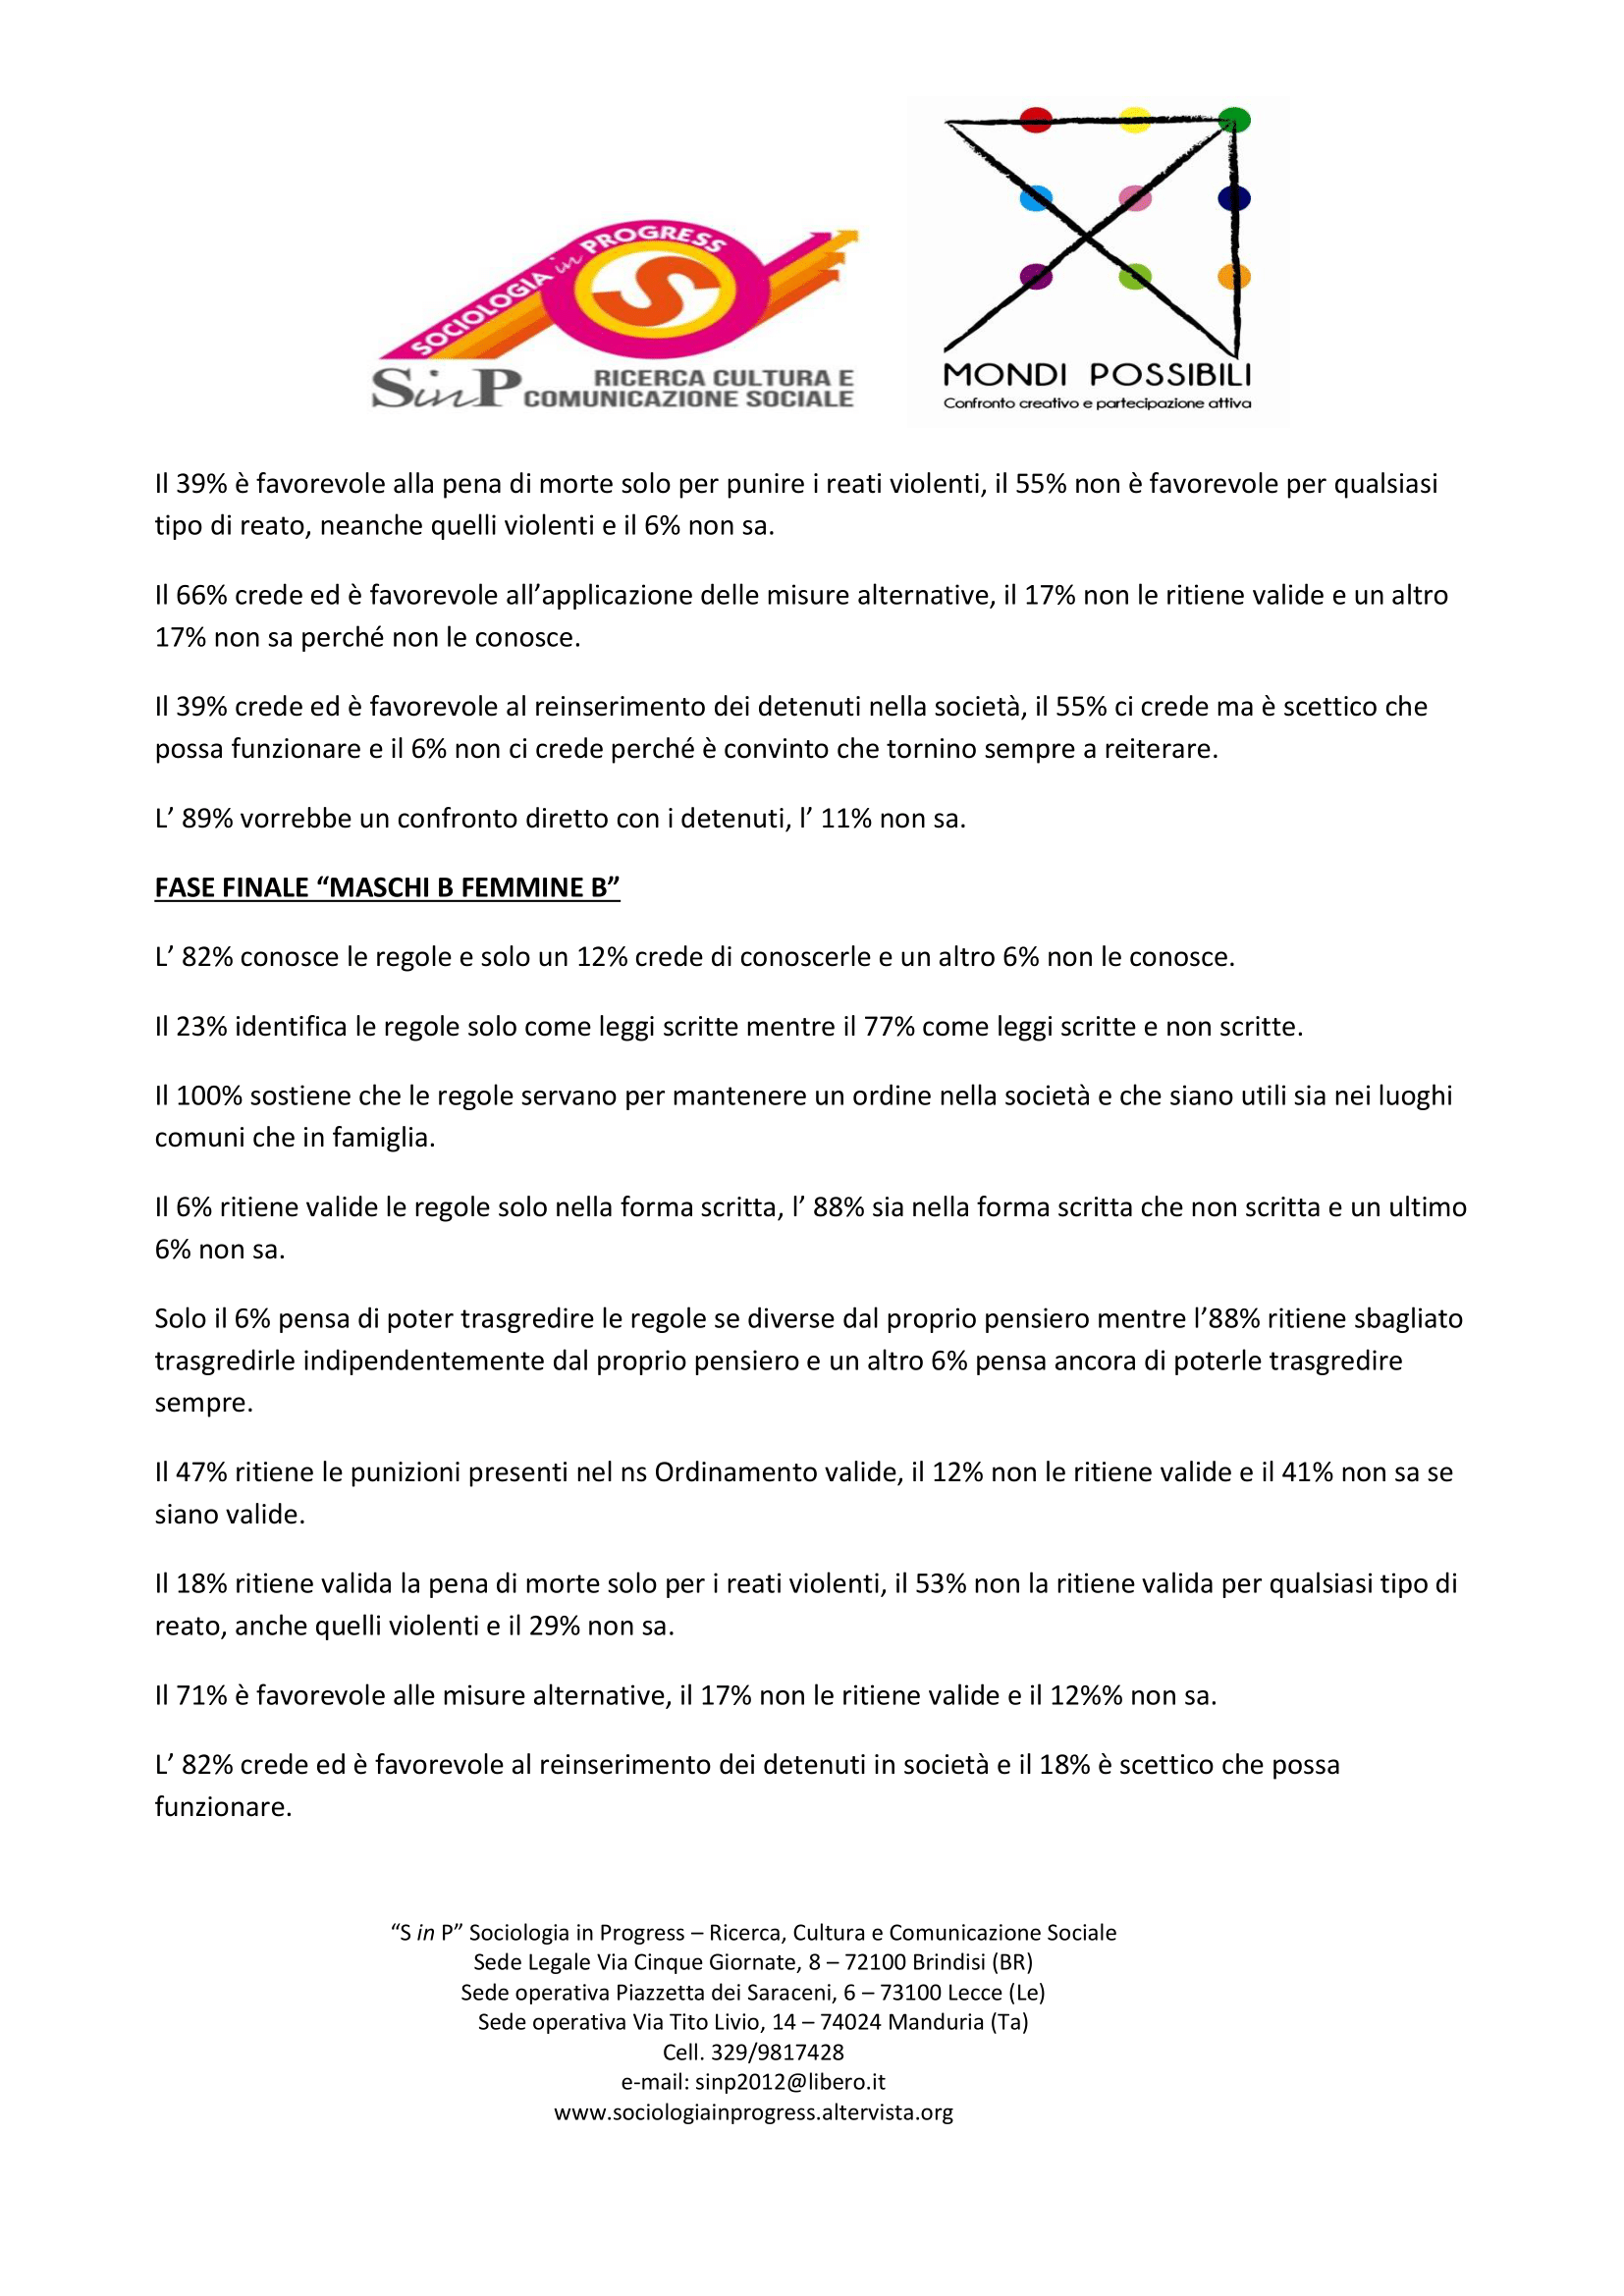 SOCIOLOGIA in PROGRESS
S
SinP RICERCA CULTURA E
COMUNICAZIONE SOCIALE
MONDI POSSIBILI
Confronto creativo e partecipazione attiva
Il 39% è favorevole alla pena di morte solo per punire i reati violenti, il 55% non è favorevole per qualsiasi
tipo di reato, neanche quelli violenti e il 6% non sa.
Il 66% crede ed è favorevole all’applicazione delle misure alternative, il 17% non le ritiene valide e un altro
17% non sa perché non le conosce.
Il 39% crede ed è favorevole al reinserimento dei detenuti nella società, il 55% ci crede ma è scettico che
possa funzionare e il 6% non ci crede perché è convinto che tornino sempre a reiterare.
L’ 89% vorrebbe un confronto diretto con i detenuti, l’ 11% non sa.
FASE FINALE “MASCHI B FEMMINE B”
L’ 82% conosce le regole e solo un 12% crede di conoscerle e un altro 6% non le conosce.
Il 23% identifica le regole solo come leggi scritte mentre il 77% come leggi scritte e non scritte.
Il 100% sostiene che le regole servano per mantenere un ordine nella società e che siano utili sia nei luoghi
comuni che in famiglia.
Il 6% ritiene valide le regole solo nella forma scritta, l’ 88% sia nella forma scritta che non scritta e un ultimo
6% non sa.
Solo il 6% pensa di poter trasgredire le regole se diverse dal proprio pensiero mentre l’88% ritiene sbagliato
trasgredirle indipendentemente dal proprio pensiero e un altro 6% pensa ancora di poterle trasgredire
sempre.
Il 47% ritiene le punizioni presenti nel ns Ordinamento valide, il 12% non le ritiene valide e il 41% non sa se
siano valide.
Il 18% ritiene valida la pena di morte solo per i reati violenti, il 53% non la ritiene valida per qualsiasi tipo di
reato, anche quelli violenti e il 29% non sa.
Il 71% è favorevole alle misure alternative, il 17% non le ritiene valide e il 12%% non sa.
L’ 82% crede ed è favorevole al reinserimento dei detenuti in società e il 18% è scettico che possa
funzionare.
“S in P” Sociologia in Progress – Ricerca, Cultura e Comunicazione Sociale
Sede Legale Via Cinque Giornate, 8 – 72100 Brindisi (BR)
Sede operativa Piazzetta dei Saraceni, 6 – 73100 Lecce (Le)
Sede operativa Via Tito Livio, 14 – 74024 Manduria (Ta)
Cell. 329/9817428
e-mail: sinp2012@libero.it
www.sociologiainprogress.altervista.org